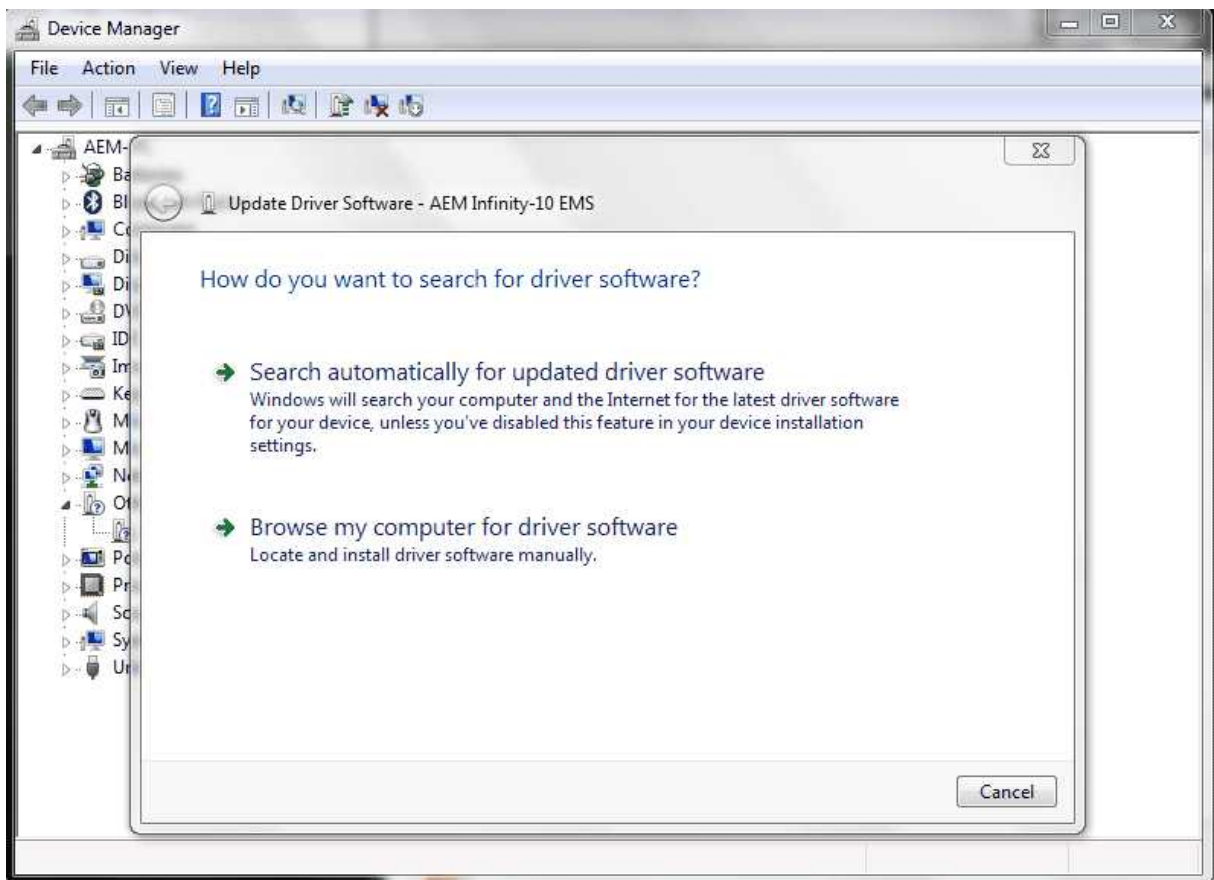 Device Manager
File Action View Help
AEM-
Update Driver Software - AEM Infinity-10 EMS
How do you want to search for driver software?
Search automatically for updated driver software
Windows will search your computer and the Internet for the latest driver software
for your device, unless you've disabled this feature in your device installation
settings.
Browse my computer for driver software
Locate and install driver software manually.
Cancel